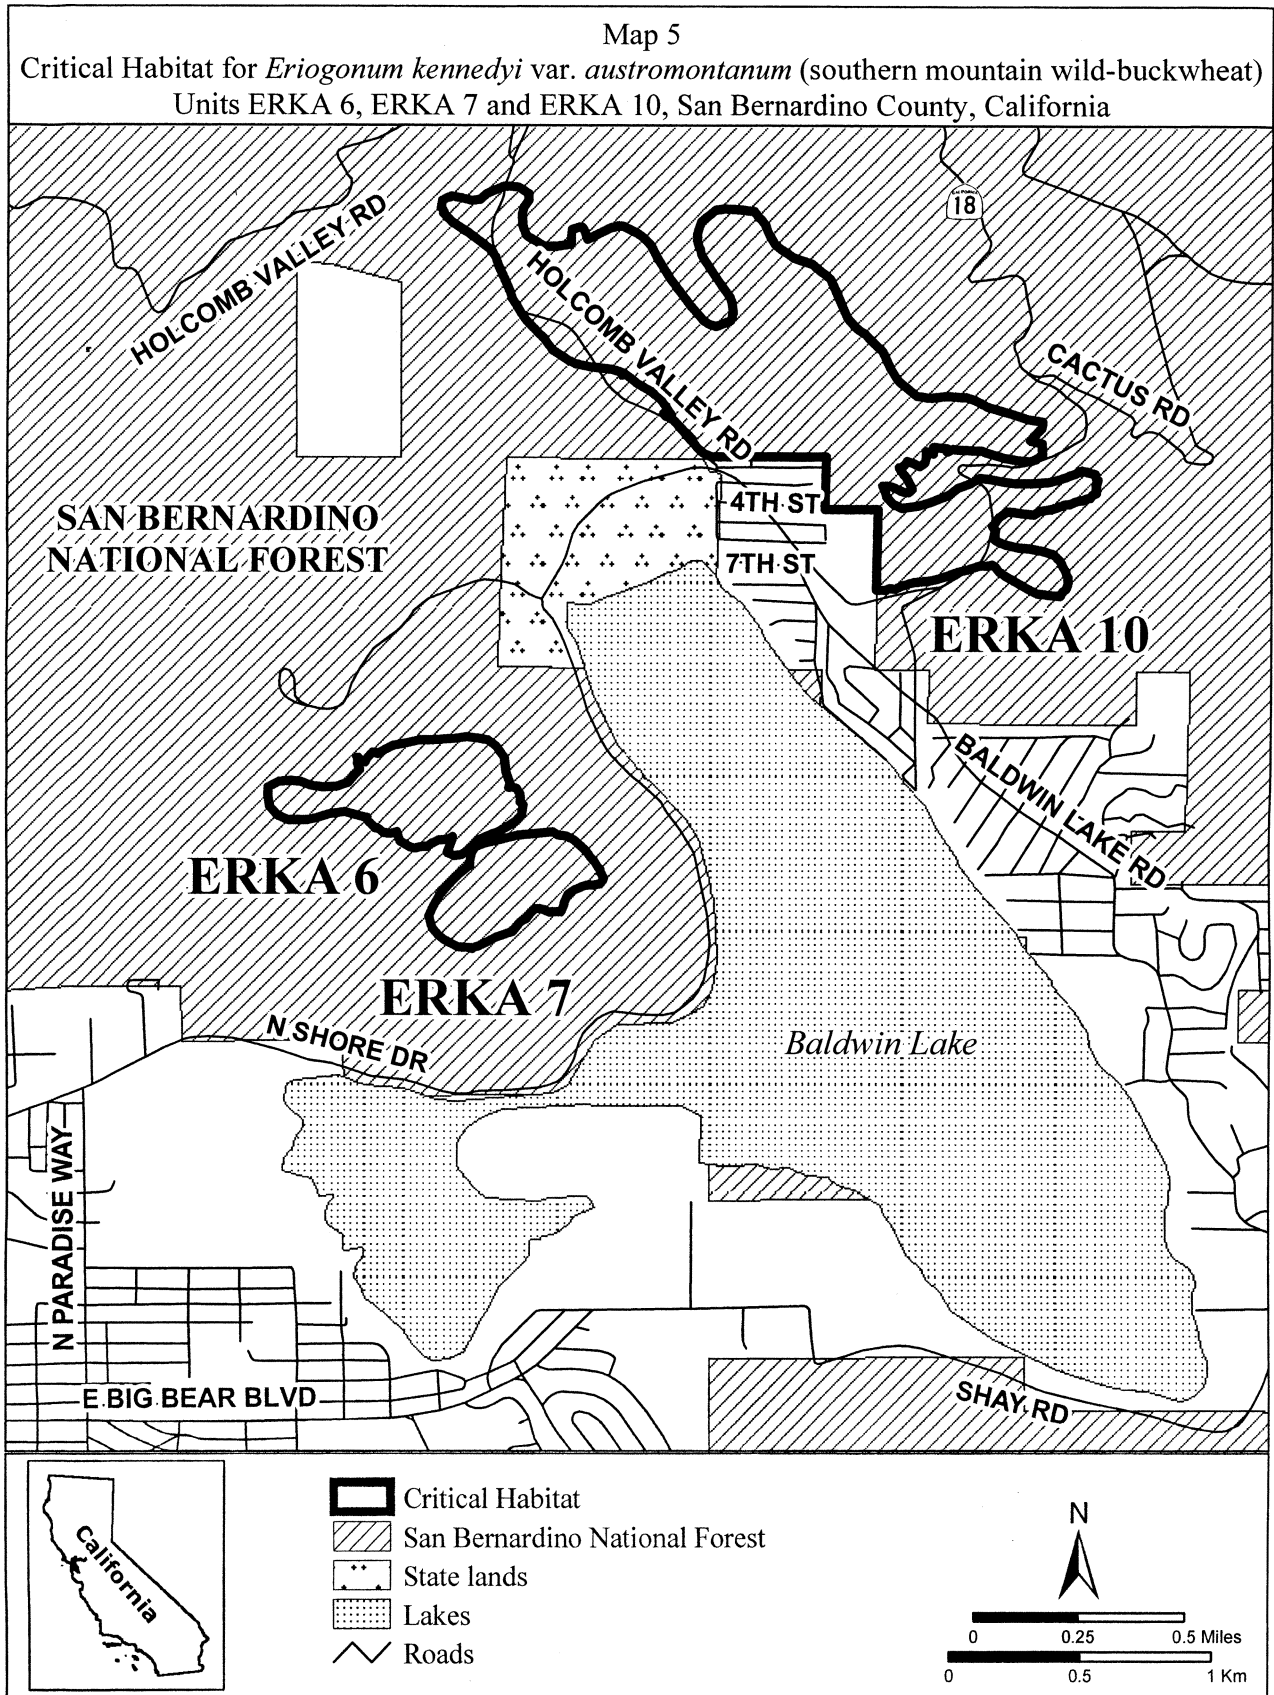 Map 5
Critical Habitat for Eriogonum kennedyi var. austromontanum (southern mountain wild-buckwheat)
Units ERKA 6, ERKA 7 and ERKA 10, San Bernardino County, California
18
HOLCOMB VALLEY RD
HOLCOMB VALLEY RD
CACTUS RD
4TH ST
SAN BERNARDINO
NATIONAL FOREST
7TH ST
ERKA 10
BALDWIN LAKE RD
ERKA 6
ERKA 7
N SHORE DR
Baldwin Lake
N PARADISE WAY
E BIG BEAR BLVD
SHAY RD
California
Critical Habitat
San Bernardino National Forest
State lands
Lakes
Roads
N
0 0.25 0.5 Miles
0 0.5 1 Km